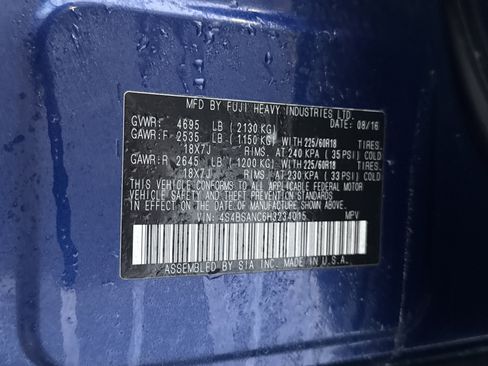 MFD BY FUJI HEAVY INDUSTRIES LTD.
GVWR: 4695 LB (2130 KG) DATE: 08/16
GAWR:F 2535 LB (1150 KG) WITH 225/60R18 TIRES.
18X7J RIMS. AT 240 KPA (35 PSI) COLD
GAWR:R 2645 LB (1200 KG) WITH 225/60R18 TIRES.
18X7J RIMS. AT 230 KPA (33 PSI) COLD
THIS VEHICLE CONFORMS TO ALL APPLICABLE FEDERAL MOTOR
VEHICLE SAFETY AND THEFT PREVENTION STANDARDS
IN EFFECT ON THE DATE OF MANUFACTURE SHOWN ABOVE.
VIN: 4S4BSANC6H3234015 MPV
ASSEMBLED BY SIA INC. MADE IN U.S.A.